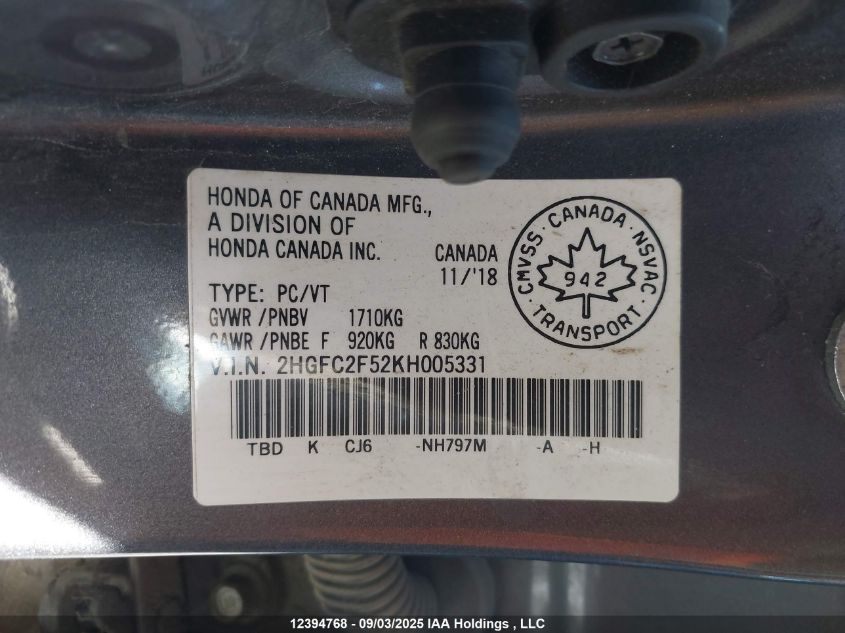 HONDA OF CANADA MFG.,
A DIVISION OF
HONDA CANADA INC. CANADA
11/'18
CMVSS · CANADA · NSVAC
942
TRANSPORT
TYPE: PC/VT
GVWR /PNBV 1710KG
GAWR /PNBE F 920KG R 830KG
V.I.N. 2HGFC2F52KH005331
TBD K CJ6 -NH797M -A -H
12394768 - 09/03/2025 IAA Holdings , LLC